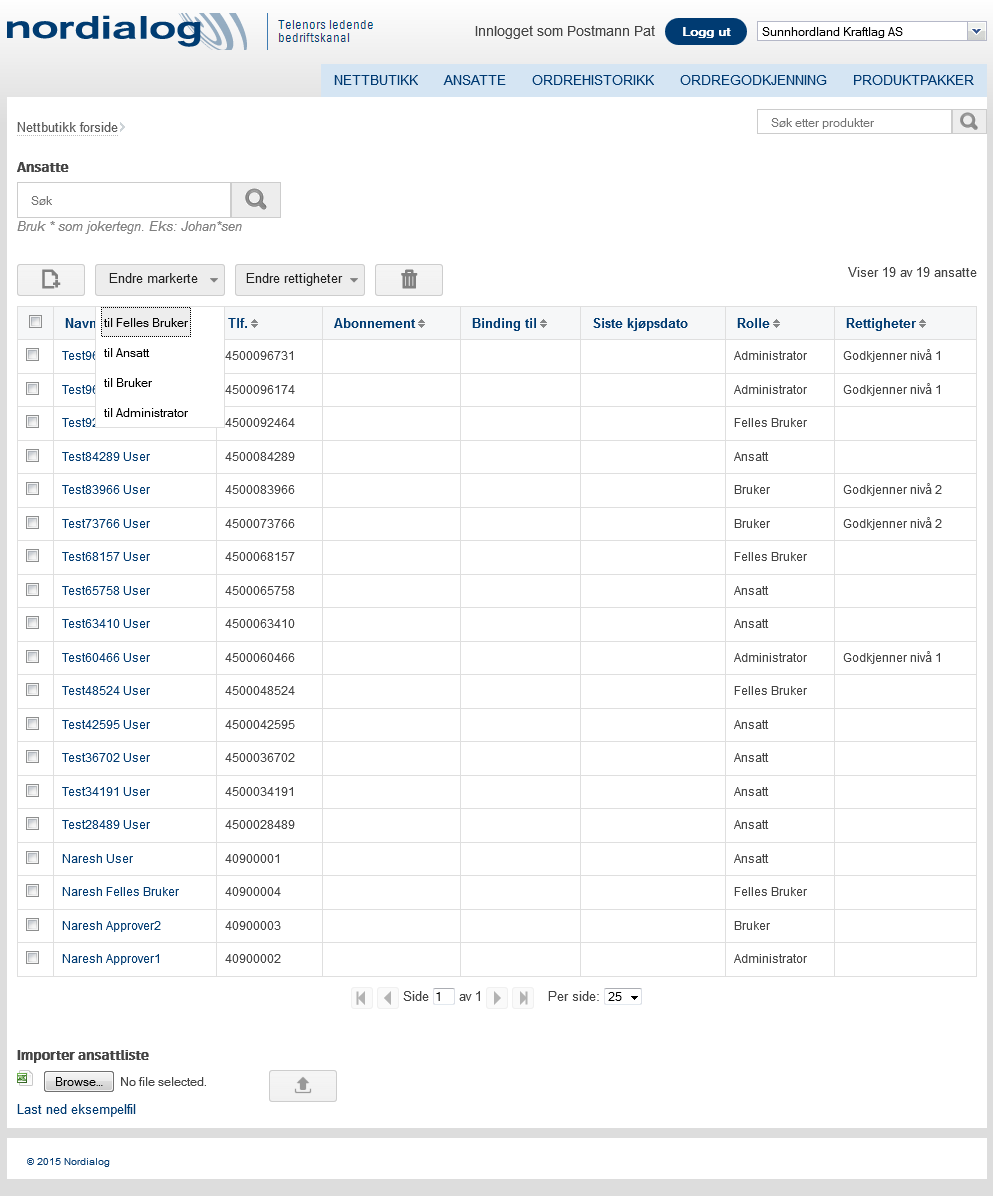 nordialog
Telenors ledende
bedriftskanal
Innlogget som Postmann Pat
Logg ut
Sunnhordland Kraftlag AS
NETTBUTIKK ANSATTE ORDREHISTORIKK ORDREGODKJENNING PRODUKTPAKKER
Nettbutikk forside
Søk etter produkter
Ansatte
Søk
Bruk * som jokertegn. Eks: Johan*sen
Endre markerte Endre rettigheter
Viser 19 av 19 ansatte
Navn Tlf. Abonnement Binding til Siste kjøpsdato Rolle Rettigheter
til Felles Bruker
til Ansatt
til Bruker
til Administrator
Test96 4500096731 Administrator Godkjenner nivå 1
Test96 4500096174 Administrator Godkjenner nivå 1
Test92 4500092464 Felles Bruker
Test84289 User 4500084289 Ansatt
Test83966 User 4500083966 Bruker Godkjenner nivå 2
Test73766 User 4500073766 Bruker Godkjenner nivå 2
Test68157 User 4500068157 Felles Bruker
Test65758 User 4500065758 Ansatt
Test63410 User 4500063410 Ansatt
Test60466 User 4500060466 Administrator Godkjenner nivå 1
Test48524 User 4500048524 Felles Bruker
Test42595 User 4500042595 Ansatt
Test36702 User 4500036702 Ansatt
Test34191 User 4500034191 Ansatt
Test28489 User 4500028489 Ansatt
Naresh User 40900001 Ansatt
Naresh Felles Bruker 40900004 Felles Bruker
Naresh Approver2 40900003 Bruker
Naresh Approver1 40900002 Administrator
Side 1 av 1 Per side: 25
Importer ansattliste
Browse... No file selected.
Last ned eksempelfil
© 2015 Nordialog